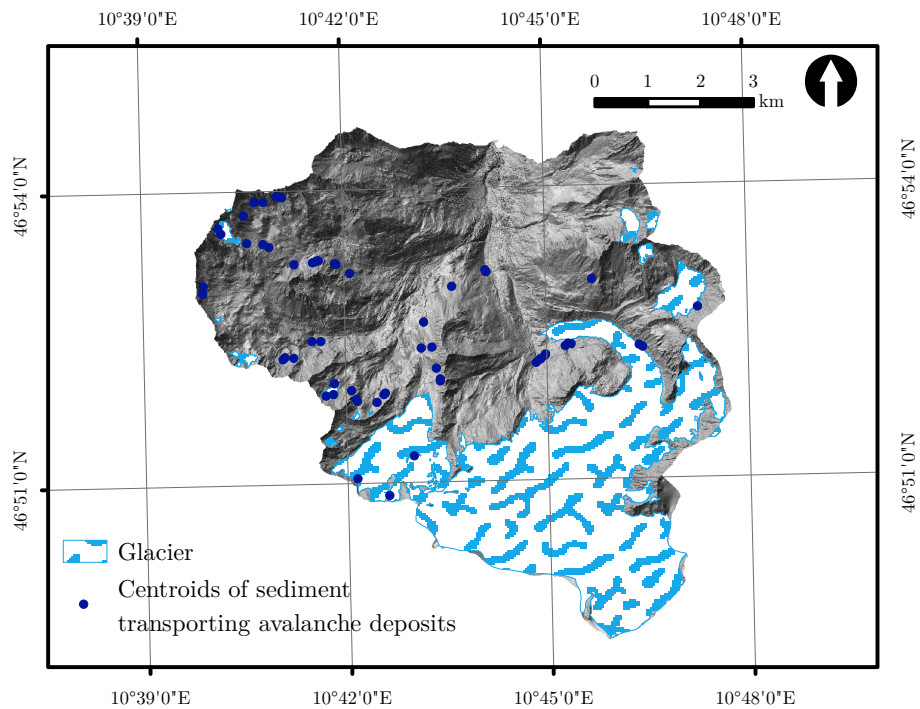 10°39'0"E 10°42'0"E 10°45'0"E 10°48'0"E
0 1 2 3
km
46°54'0"N 46°54'0"N
46°51'0"N 46°51'0"N
Glacier
Centroids of sediment
transporting avalanche deposits
10°39'0"E 10°42'0"E 10°45'0"E 10°48'0"E